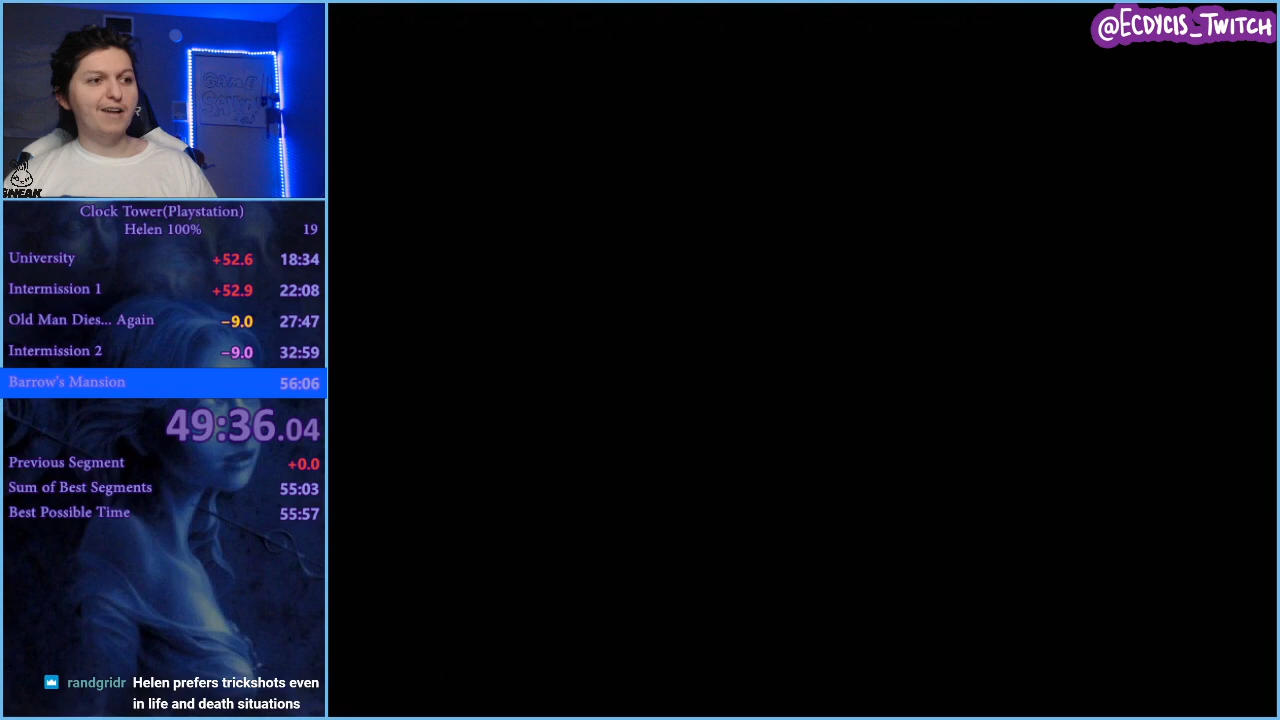 @ECDYCIS_TWITCH
GAME
SNEAK
Clock Tower(Playstation)
Helen 100% 19
University +52.6 18:34
Intermission 1 +52.9 22:08
Old Man Dies... Again −9.0 27:47
Intermission 2 −9.0 32:59
Barrow's Mansion 56:06
49:36.04
Previous Segment +0.0
Sum of Best Segments 55:03
Best Possible Time 55:57
randgridr Helen prefers trickshots even
in life and death situations